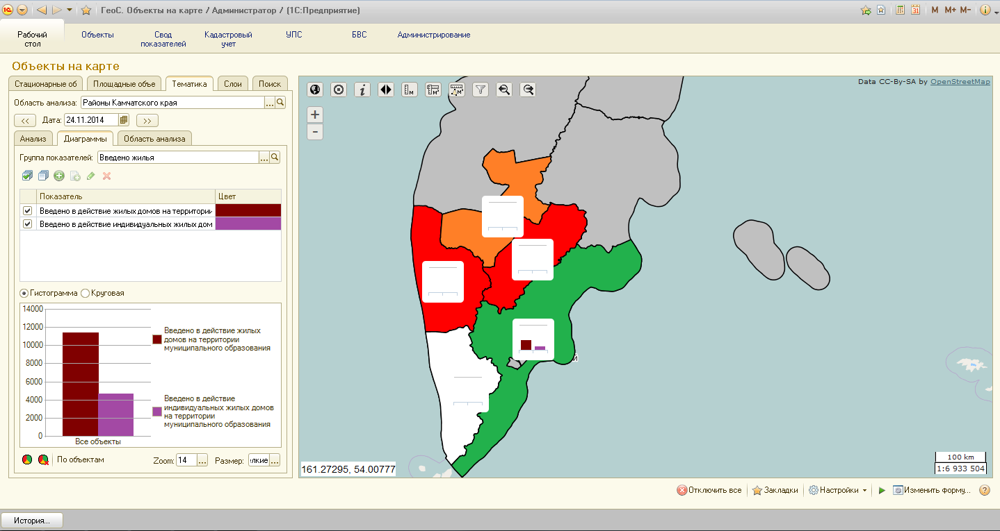 ГеоС. Объекты на карте / Администратор / (1С:Предприятие)
M M+ M-
Рабочий стол
Объекты
Свод показателей
Кадастровый учет
УПС
БВС
Администрирование
Объекты на карте
Стационарные об
Площадные объе
Тематика
Слои
Поиск
Область анализа: Районы Камчатского края ...
<< Дата: 24.11.2014 >>
Анализ
Диаграммы
Область анализа
Группа показателей: Введено жилья ...
Показатель Цвет
Введено в действие жилых домов на территории
Введено в действие индивидуальных жилых дом
Гистограмма Круговая
14000
12000
10000
8000
6000
4000
2000
0
Все объекты
Введено в действие жилых
домов на территории
муниципального образования
Введено в действие
индивидуальных жилых домов
на территории
муниципального образования
По объектам Zoom: 14 ... Размер: лкие ...
Data CC-By-SA by OpenStreetMap
+
-
й
161.27295, 54.00777
100 km
1:6 933 504
Отключить все
Закладки
Настройки
Изменить форму...
?
История...